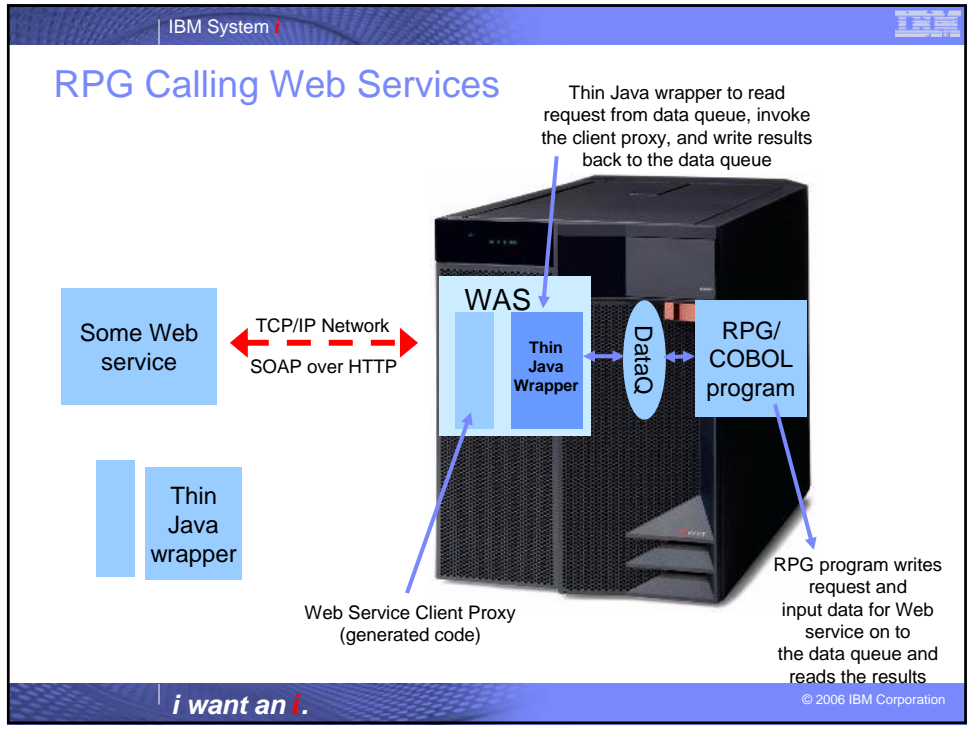 IBM System i
IBM
RPG Calling Web Services
Thin Java wrapper to read
request from data queue, invoke
the client proxy, and write results
back to the data queue
WAS
Some Web
service
TCP/IP Network
SOAP over HTTP
Thin
Java
Wrapper
DataQ
RPG/
COBOL
program
Thin
Java
wrapper
Web Service Client Proxy
(generated code)
RPG program writes
request and
input data for Web
service on to
the data queue and
reads the results
i want an i.
© 2006 IBM Corporation